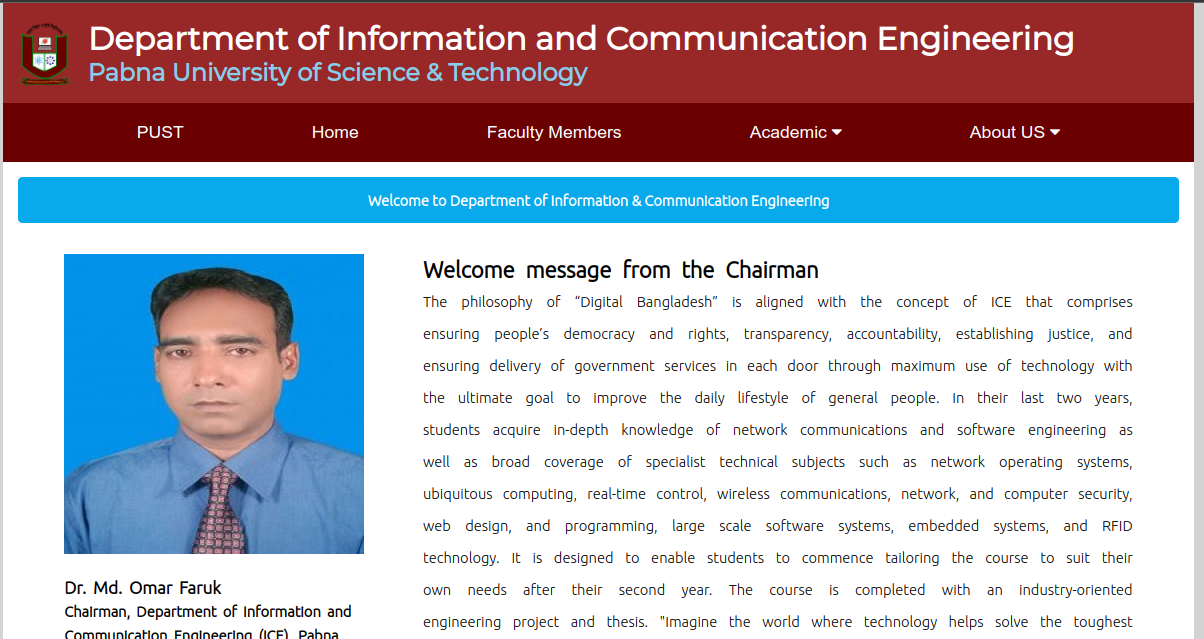 Department of Information and Communication Engineering
Pabna University of Science & Technology
PUST
Home
Faculty Members
Academic
About US
Welcome to Department of Information & Communication Engineering
Welcome message from the Chairman
The philosophy of “Digital Bangladesh” is aligned with the concept of ICE that comprises
ensuring people’s democracy and rights, transparency, accountability, establishing justice, and
ensuring delivery of government services in each door through maximum use of technology with
the ultimate goal to improve the daily lifestyle of general people. In their last two years,
students acquire in-depth knowledge of network communications and software engineering as
well as broad coverage of specialist technical subjects such as network operating systems,
ubiquitous computing, real-time control, wireless communications, network, and computer security,
web design, and programming, large scale software systems, embedded systems, and RFID
technology. It is designed to enable students to commence tailoring the course to suit their
own needs after their second year. The course is completed with an industry-oriented
engineering project and thesis. "Imagine the world where technology helps solve the toughest
Dr. Md. Omar Faruk
Chairman, Department of Information and
Communication Engineering (ICE), Pabna